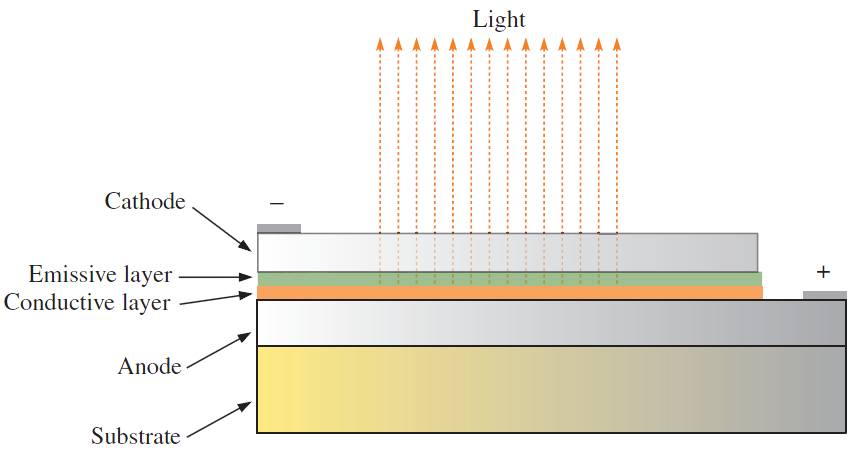 Light
Cathode
–
Emissive layer
+
Conductive layer
Anode
Substrate